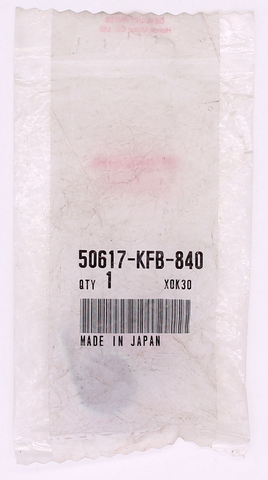 50617-KFB-840
QTY 1 X0K30
MADE IN JAPAN